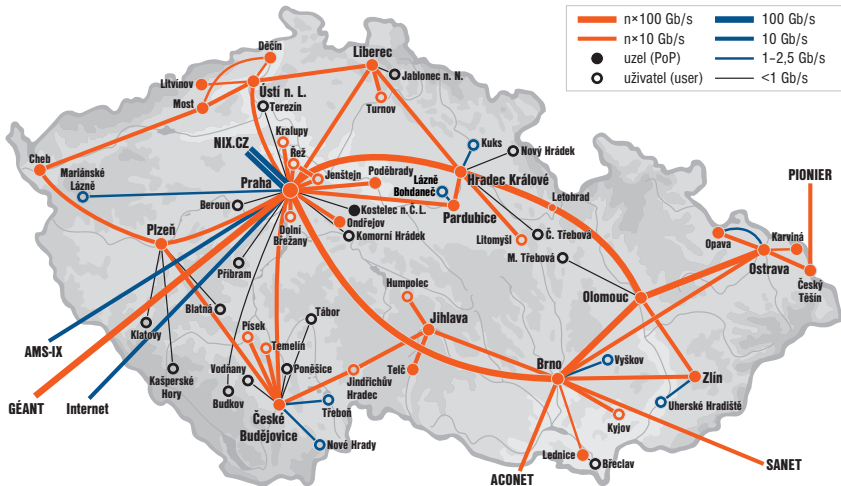 n×100 Gb/s
100 Gb/s
n×10 Gb/s
10 Gb/s
uzel (PoP)
1–2,5 Gb/s
uživatel (user)
<1 Gb/s
Děčín
Liberec
Litvínov
Jablonec n. N.
Ústí n. L.
Most
Terezín
Turnov
Kralupy
NIX.CZ
Řež
Kuks
Nový Hrádek
Cheb
Mariánské
Lázně
Jenštejn
Poděbrady
Lázně
Bohdaneč
Hradec Králové
PIONIER
Praha
Beroun
Kostelec n.Č.L.
Pardubice
Letohrad
Plzeň
Dolní
Břežany
Ondřejov
Komorní Hrádek
Litomyšl
Č. Třebová
Opava
Karviná
M. Třebová
Ostrava
Příbram
Český
Těšín
Humpolec
Olomouc
Blatná
Tábor
Klatovy
Písek
Temelín
Jihlava
AMS-IX
Vodňany
Poněšice
Brno
Vyškov
Kašperské
Hory
Telč
Zlín
Jindřichův
Hradec
Budkov
GÉANT
Internet
České
Budějovice
Třeboň
Uherské Hradiště
Kyjov
Nové Hrady
Lednice
Břeclav
SANET
ACONET